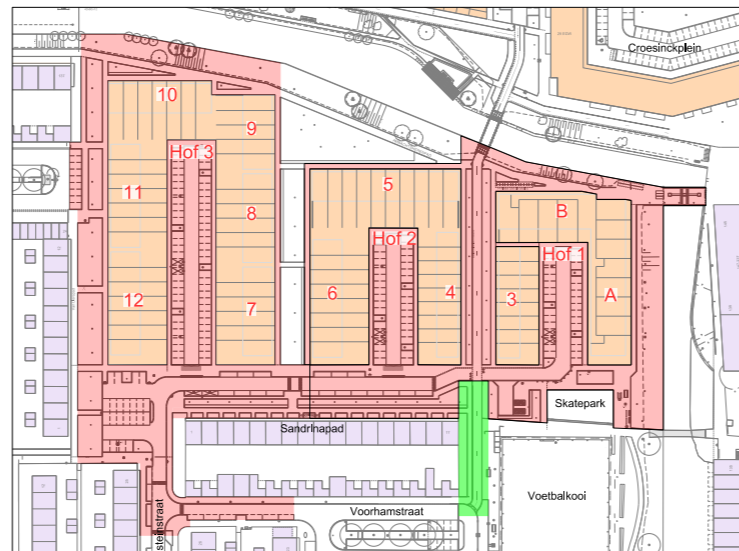 Croesinckplein
10
9
Hof 3
5
11
8
B
Hof 2
Hof 1
6
4
3
A
12
7
Skatepark
Sandrinapad
Voetbalkooi
Voorhamstraat
steinstraat